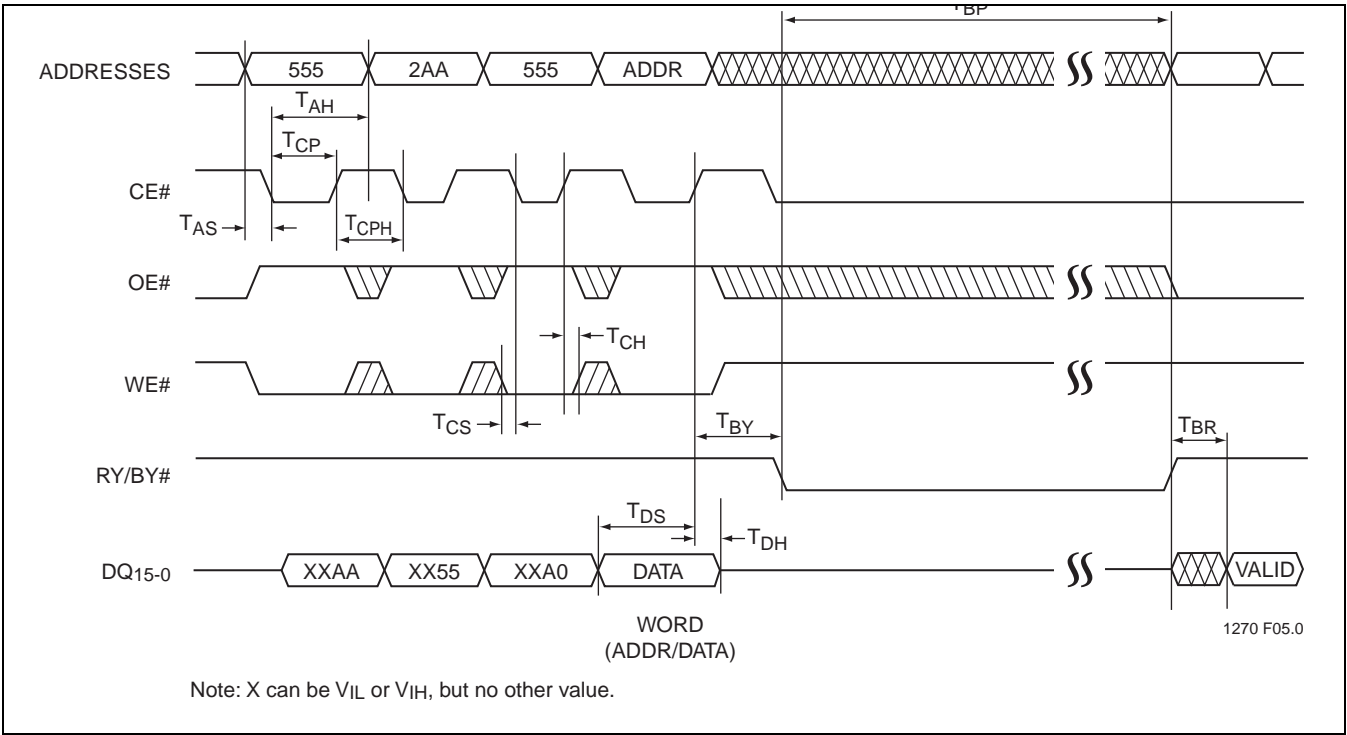 TBP
ADDRESSES 555 2AA 555 ADDR
TAH
TCP
CE#
TAS TCPH
OE#
TCH
WE#
TCS TBY TBR
RY/BY#
TDS
TDH
DQ15-0 XXAA XX55 XXA0 DATA VALID
WORD
(ADDR/DATA)
1270 F05.0
Note: X can be VIL or VIH, but no other value.